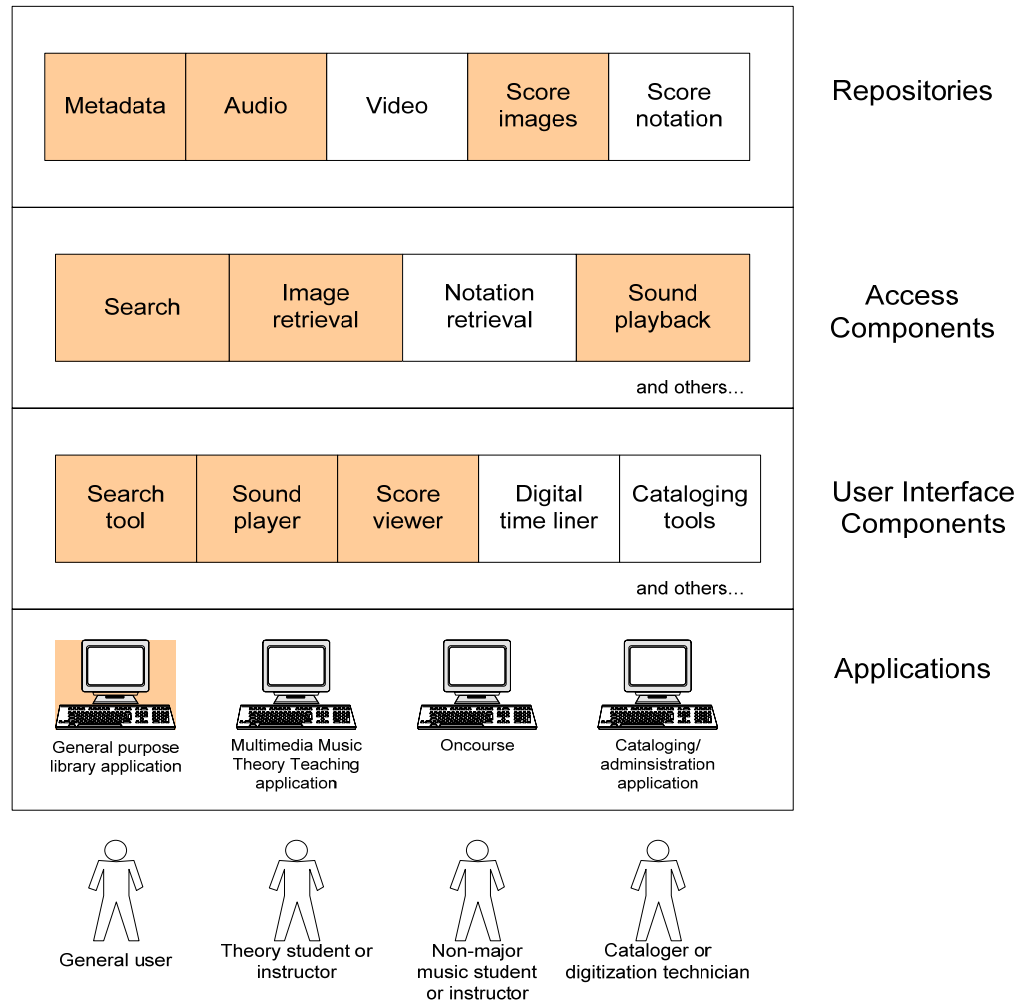 Metadata
Audio
Video
Score
images
Score
notation
Repositories
Search
Image
retrieval
Notation
retrieval
Sound
playback
and others...
Access
Components
Search
tool
Sound
player
Score
viewer
Digital
time liner
Cataloging
tools
and others...
User Interface
Components
General purpose
library application
Multimedia Music
Theory Teaching
application
Oncourse
Cataloging/
adminsistration
application
Applications
General user
Theory student or
instructor
Non-major
music student
or instructor
Cataloger or
digitization technician